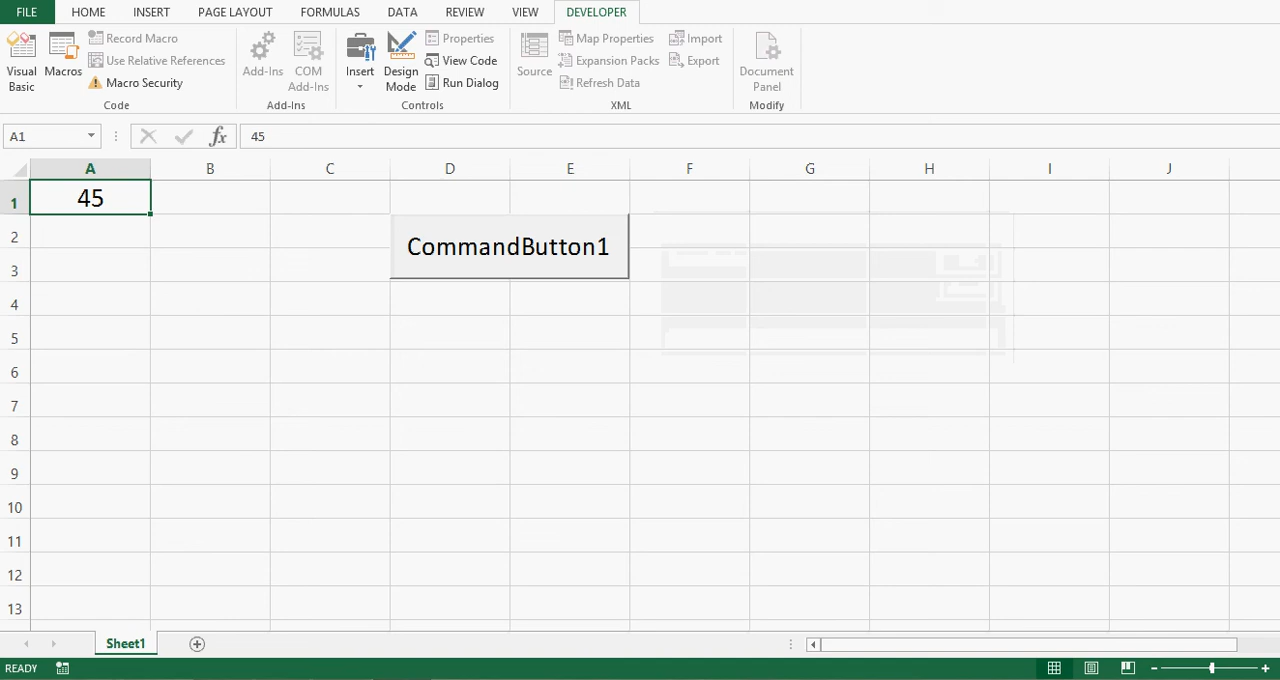 FILE HOME INSERT PAGE LAYOUT FORMULAS DATA REVIEW VIEW DEVELOPER
Visual Basic
Macros
Record Macro
Use Relative References
Macro Security
Code
Add-Ins
COM Add-Ins
Add-Ins
Insert
Design Mode
Properties
View Code
Run Dialog
Controls
Source
Map Properties
Expansion Packs
Refresh Data
Import
Export
XML
Document Panel
Modify
A1 fx 45
A B C D E F G H I J
1 45
2
CommandButton1
3
4
5
6
7
8
9
10
11
12
13
Sheet1
READY